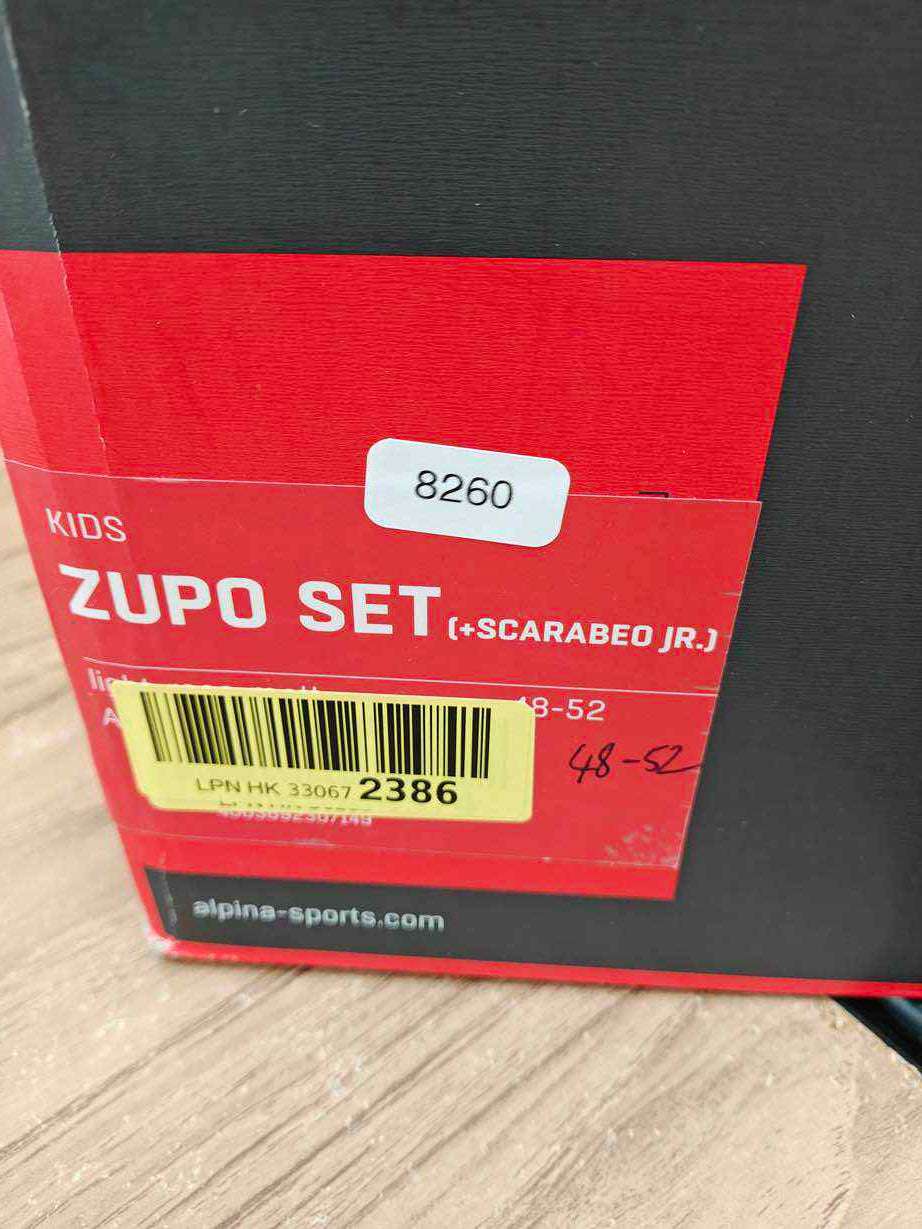 8260
KIDS
ZUPO SET (+SCARABEO JR.)
48-52
48-52
LPN HK 33067 2386
alpina-sports.com